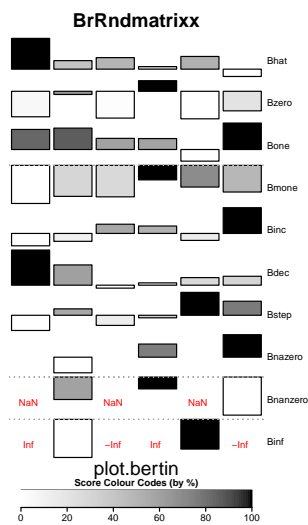 BrRndmatrixx
Bhat
Bzero
Bone
Bmone
Binc
Bdec
Bstep
Bnazero
NaN NaN NaN Bnanzero
Inf −Inf Inf −Inf Binf
plot.bertin
Score Colour Codes (by %)
0 20 40 60 80 100